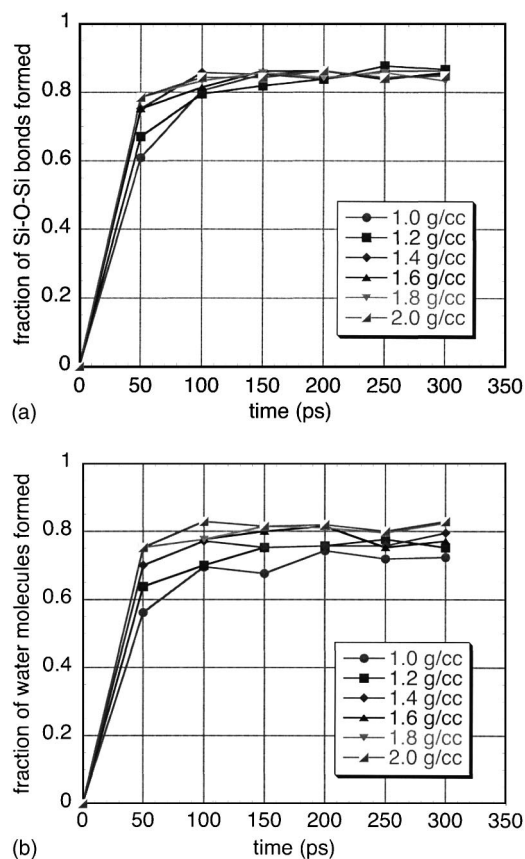 1
0.8
0.6
0.4
0.2
0
fraction of Si-O-Si bonds formed
1.0 g/cc
1.2 g/cc
1.4 g/cc
1.6 g/cc
1.8 g/cc
2.0 g/cc
0 50 100 150 200 250 300 350
(a) time (ps)
1
0.8
0.6
0.4
0.2
0
fraction of water molecules formed
1.0 g/cc
1.2 g/cc
1.4 g/cc
1.6 g/cc
1.8 g/cc
2.0 g/cc
0 50 100 150 200 250 300 350
(b) time (ps)